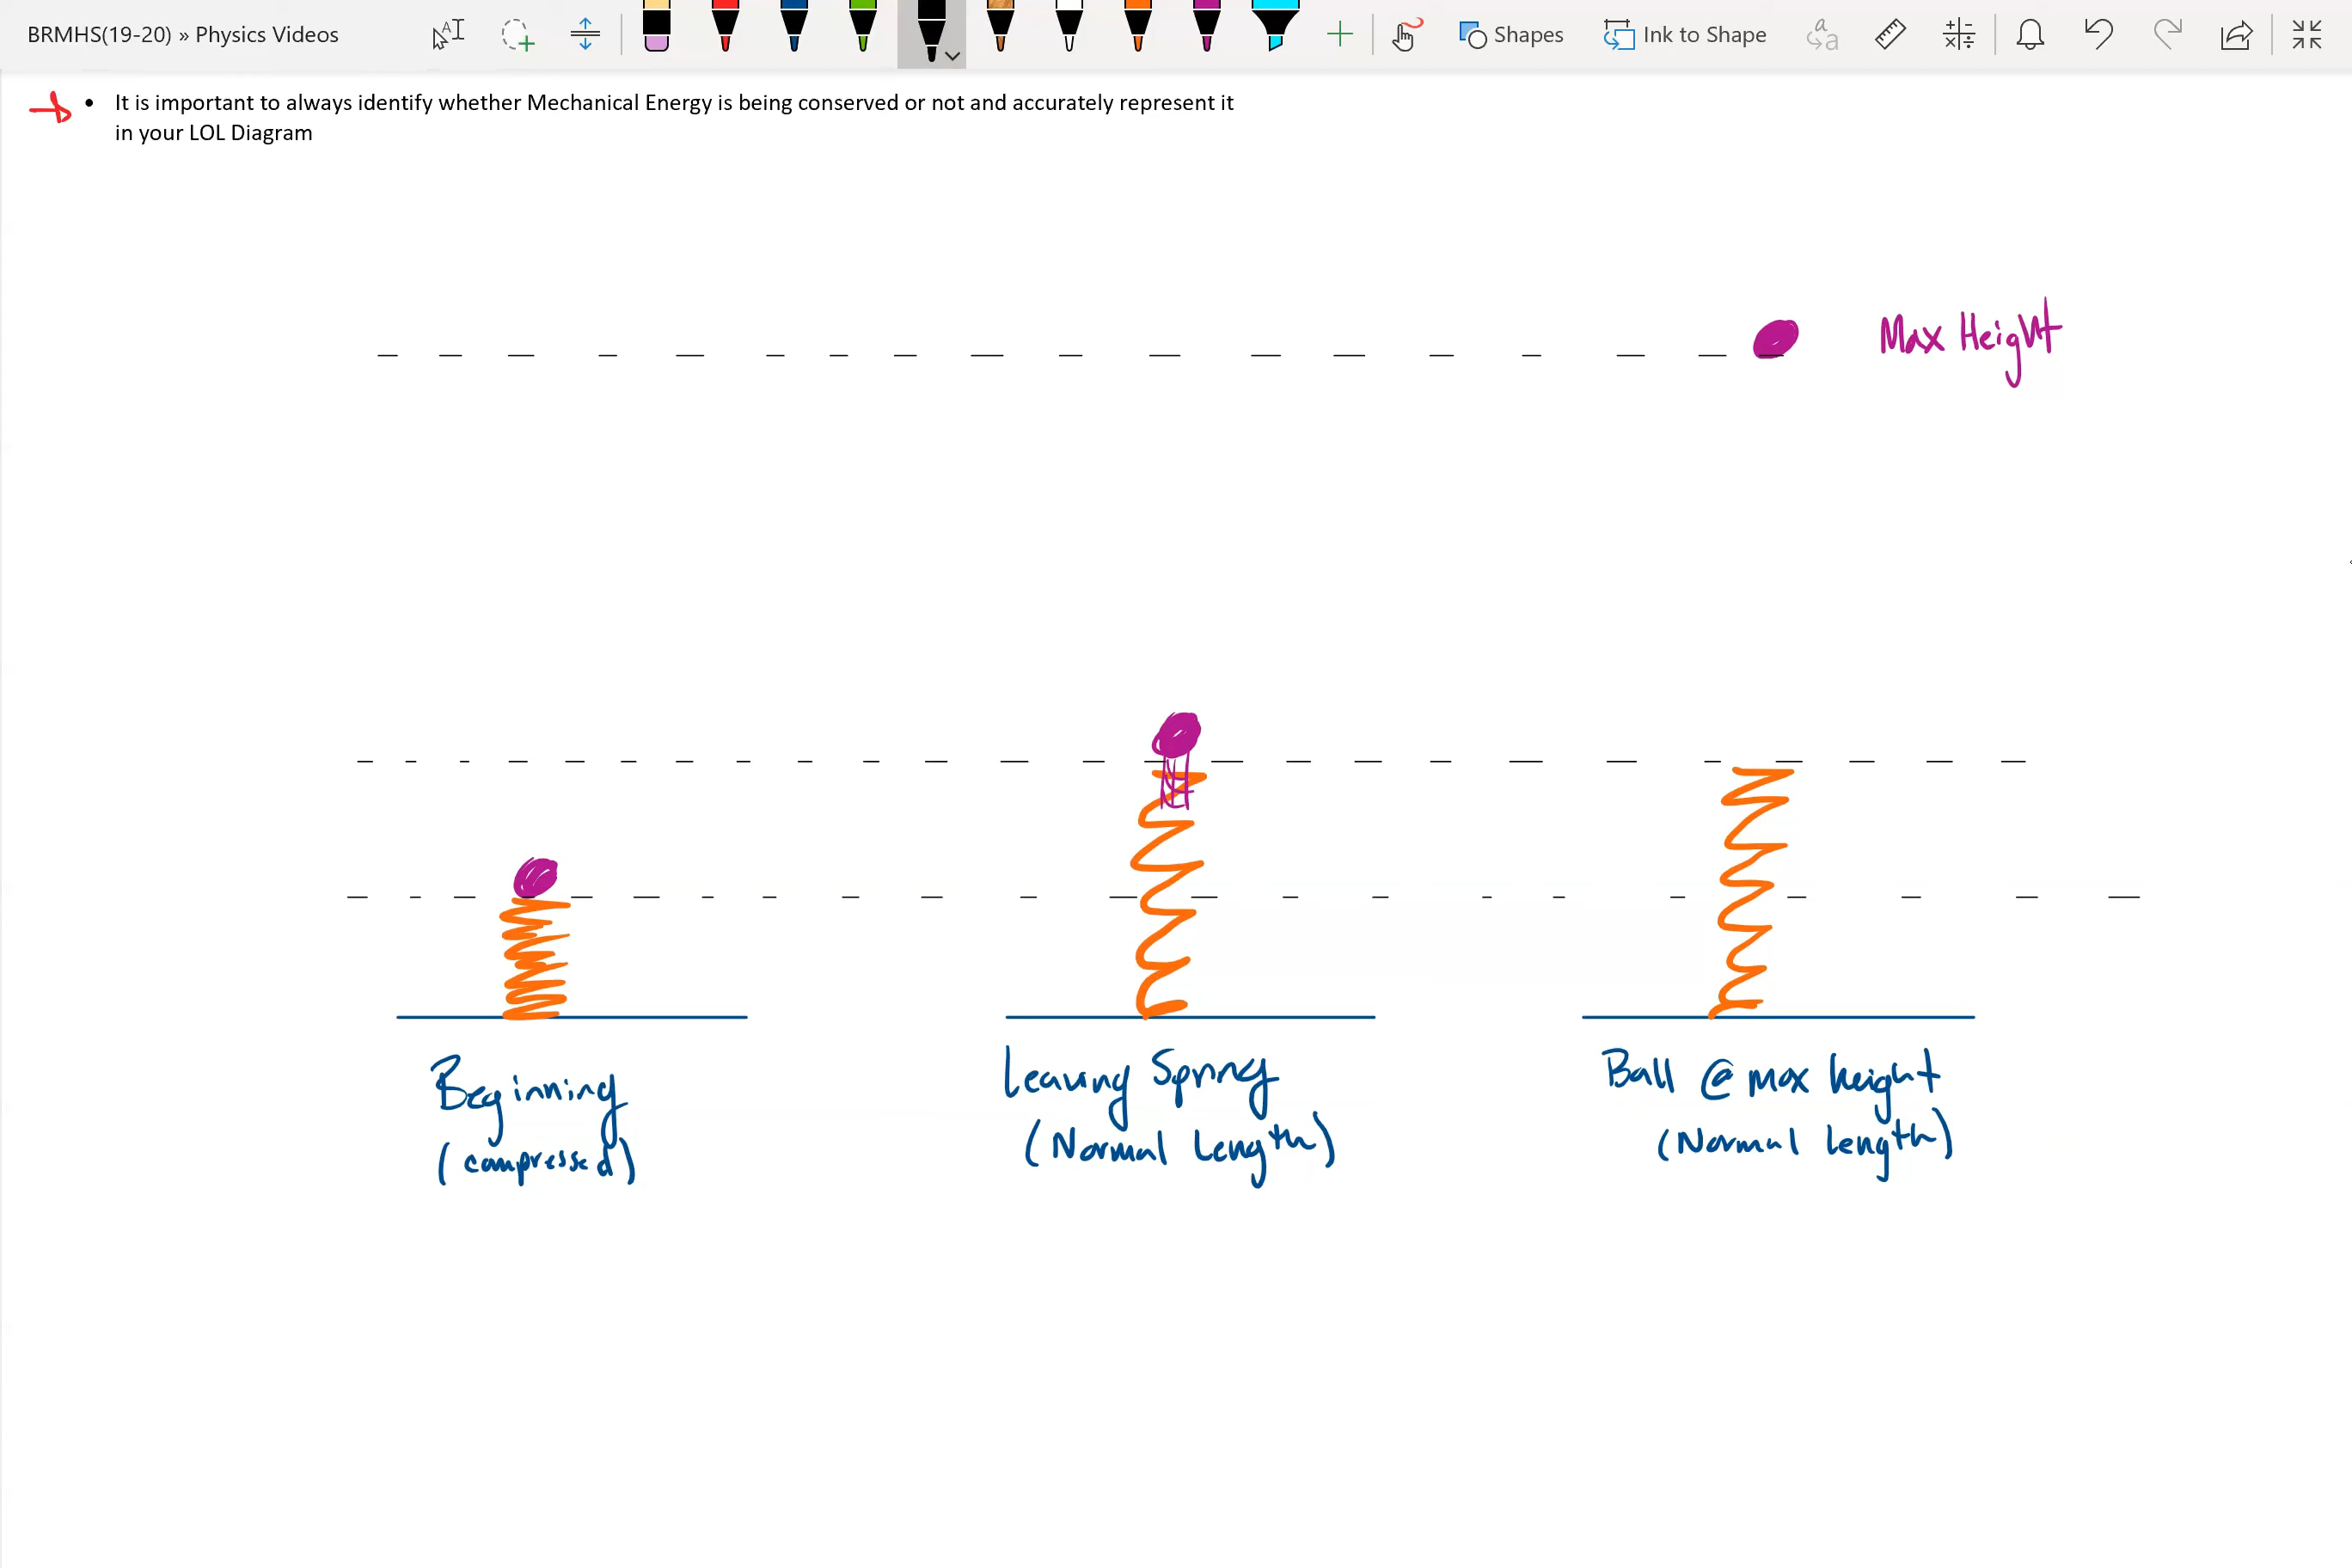 BRMHS(19-20) » Physics Videos
Shapes
Ink to Shape
• It is important to always identify whether Mechanical Energy is being conserved or not and accurately represent it
in your LOL Diagram
Max Height
Beginning
(compressed)
Leaving Spring
(Normal Length)
Ball @ max height
(Normal Length)